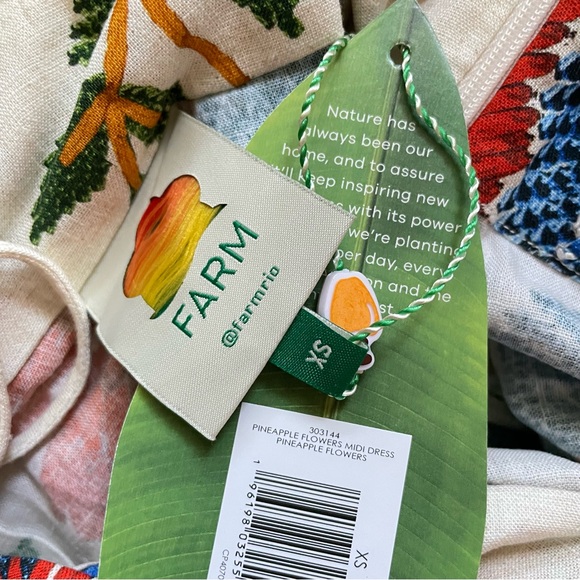 Nature has
always been our
home, and to assure
keep inspiring new
with its power
we're planting
per day, every
and the
FARM
@farmrio
XS
303144
PINEAPPLE FLOWERS MIDI DRESS
PINEAPPLE FLOWERS
XS